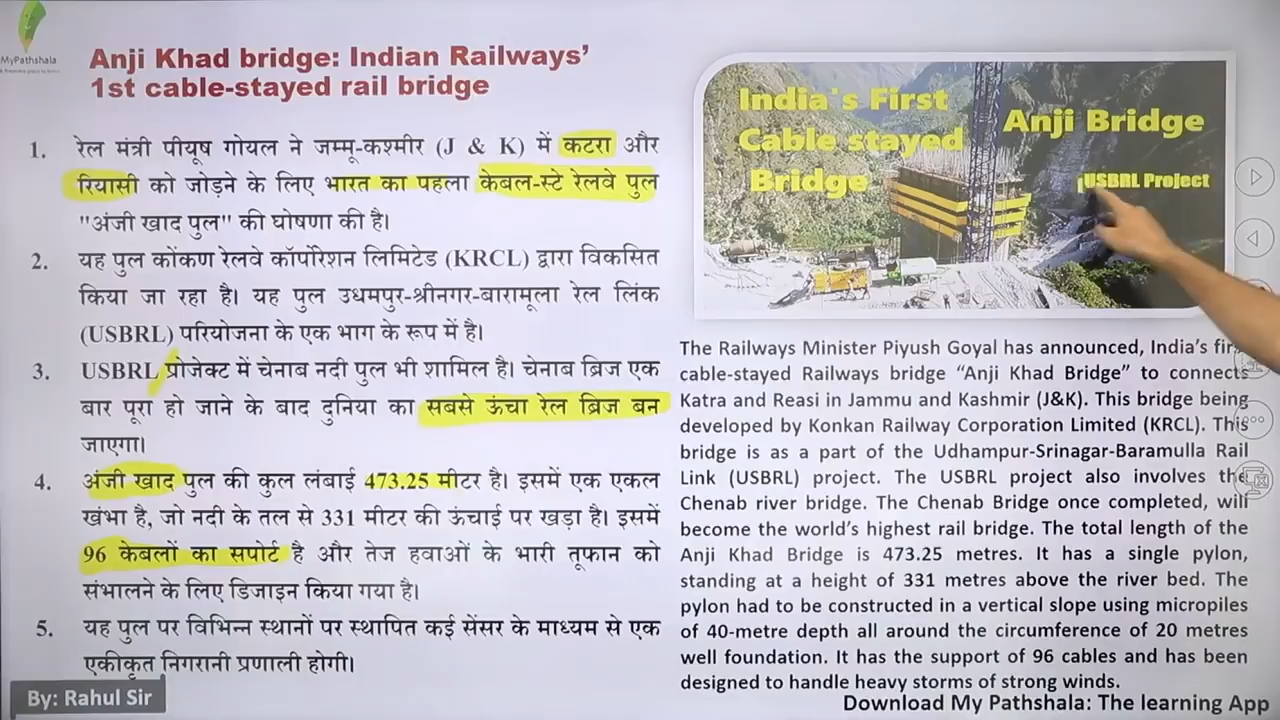 MyPathshala
Anji Khad bridge: Indian Railways’
1st cable-stayed rail bridge
1. रेल मंत्री पीयूष गोयल ने जम्मू-कश्मीर (J & K) में कटरा और
रियासी को जोड़ने के लिए भारत का पहला केबल-स्टे रेलवे पुल
"अंजी खाद पुल" की घोषणा की है।
2. यह पुल कोंकण रेलवे कॉर्पोरेशन लिमिटेड (KRCL) द्वारा विकसित
किया जा रहा है। यह पुल उधमपुर-श्रीनगर-बारामूला रेल लिंक
(USBRL) परियोजना के एक भाग के रूप में है।
3. USBRL प्रोजेक्ट में चेनाब नदी पुल भी शामिल है। चेनाब ब्रिज एक
बार पूरा हो जाने के बाद दुनिया का सबसे ऊंचा रेल ब्रिज बन
जाएगा।
4. अंजी खाद पुल की कुल लंबाई 473.25 मीटर है। इसमें एक एकल
खंभा है, जो नदी के तल से 331 मीटर की ऊंचाई पर खड़ा है। इसमें
96 केबलों का सपोर्ट है और तेज हवाओं के भारी तूफान को
संभालने के लिए डिजाइन किया गया है।
5. यह पुल पर विभिन्न स्थानों पर स्थापित कई सेंसर के माध्यम से एक
एकीकृत निगरानी प्रणाली होगी।
By: Rahul Sir
India's First
Cable stayed
Bridge
Anji Bridge
USBRL Project
The Railways Minister Piyush Goyal has announced, India’s
cable-stayed Railways bridge “Anji Khad Bridge” to connects
Katra and Reasi in Jammu and Kashmir (J&K). This bridge being
developed by Konkan Railway Corporation Limited (KRCL). This
bridge is as a part of the Udhampur-Srinagar-Baramulla Rail
Link (USBRL) project. The USBRL project also involves the
Chenab river bridge. The Chenab Bridge once completed, will
become the world’s highest rail bridge. The total length of the
Anji Khad Bridge is 473.25 metres. It has a single pylon,
standing at a height of 331 metres above the river bed. The
pylon had to be constructed in a vertical slope using micropiles
of 40-metre depth all around the circumference of 20 metres
well foundation. It has the support of 96 cables and has been
designed to handle heavy storms of strong winds.
Download My Pathshala: The learning App